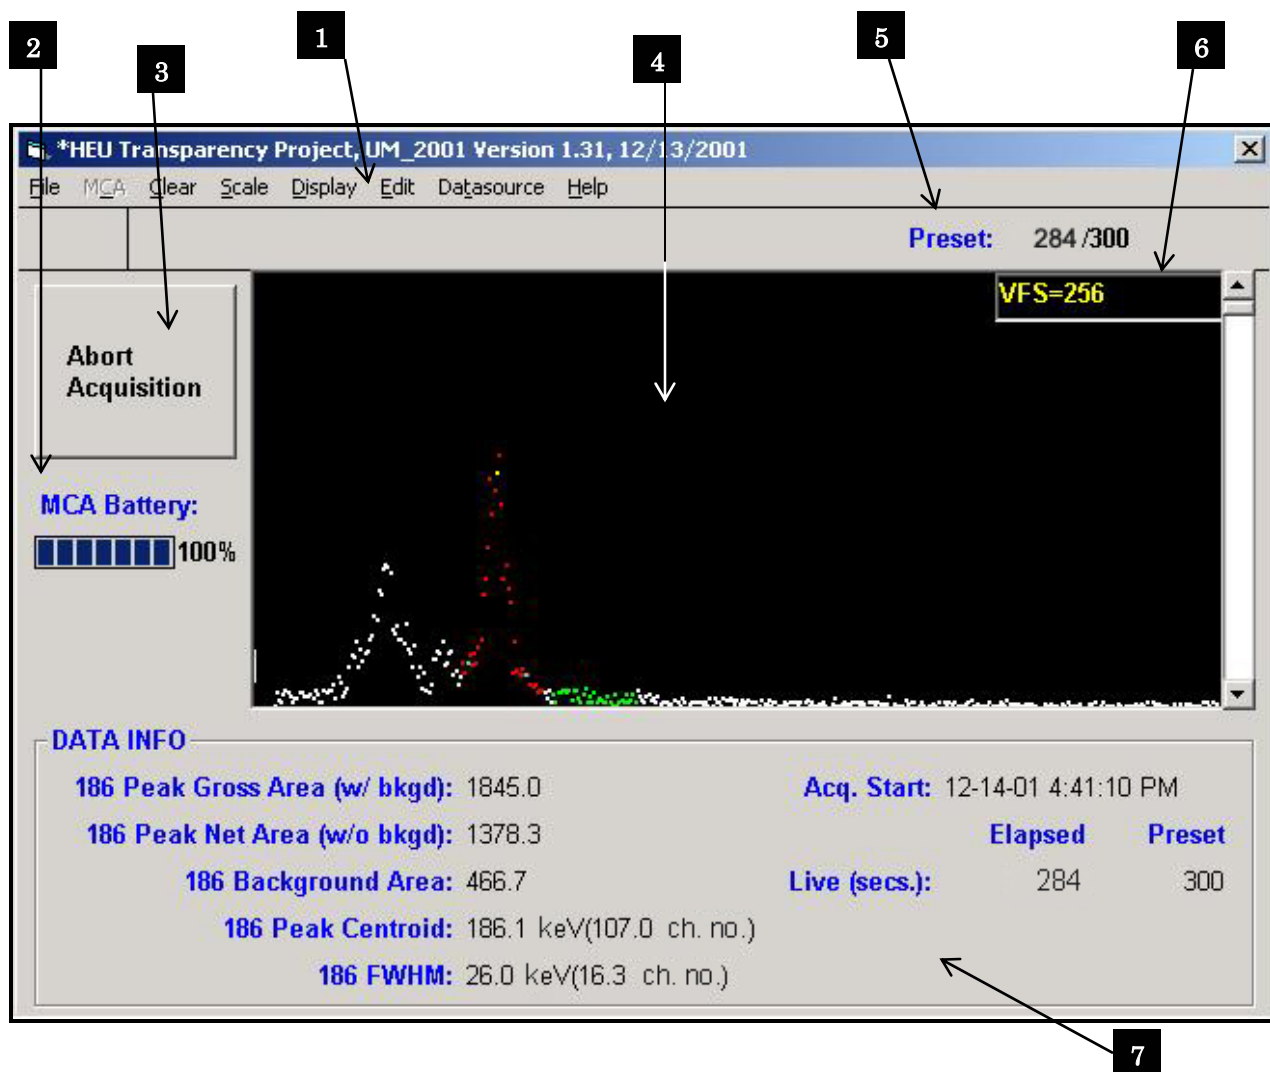 2
3
1
4
5
6
*HEU Transparency Project, UM_2001 Version 1.31, 12/13/2001
File MCA Clear Scale Display Edit Datasource Help
Preset: 284 /300
VFS=256
Abort
Acquisition
MCA Battery:
100%
DATA INFO
186 Peak Gross Area (w/ bkgd): 1845.0
Acq. Start: 12-14-01 4:41:10 PM
186 Peak Net Area (w/o bkgd): 1378.3
Elapsed Preset
186 Background Area: 466.7
Live (secs.): 284 300
186 Peak Centroid: 186.1 keV(107.0 ch. no.)
186 FWHM: 26.0 keV(16.3 ch. no.)
7